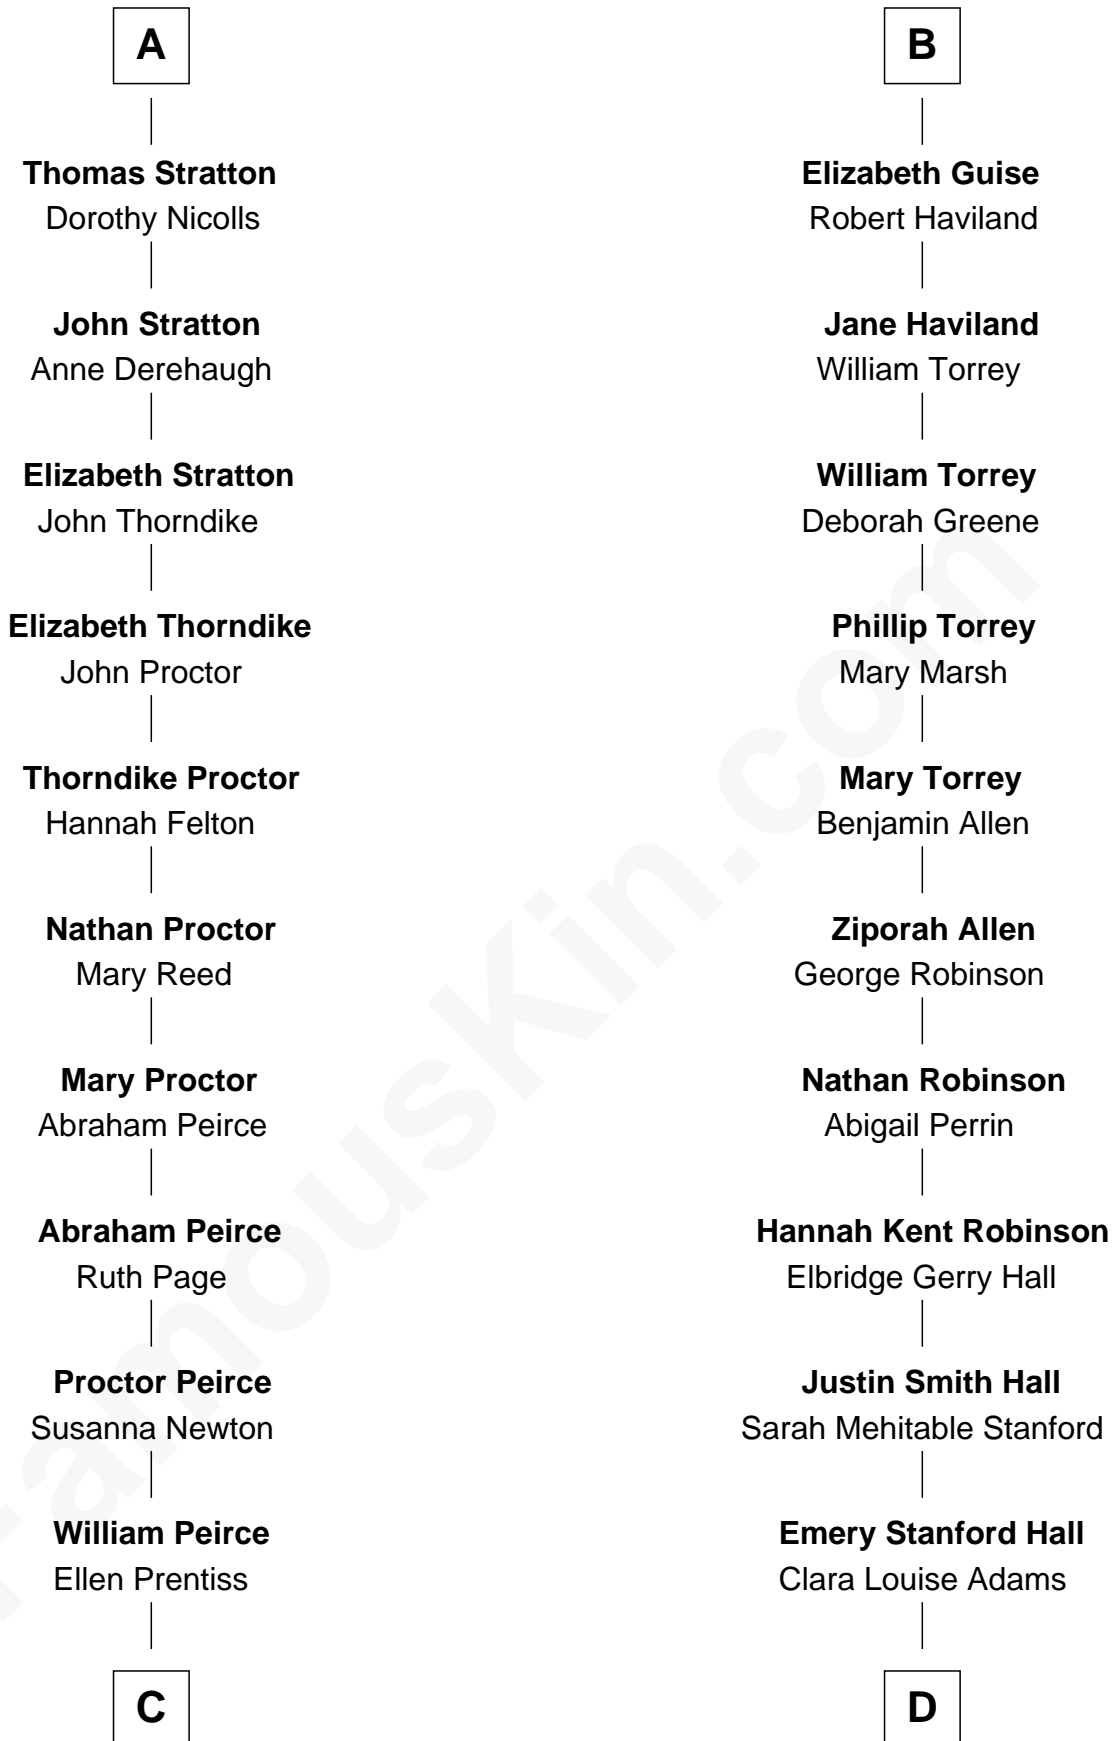 A
Thomas Stratton
Dorothy Nicolls
John Stratton
Anne Derehaugh
Elizabeth Stratton
John Thorndike
Elizabeth Thorndike
John Proctor
Thorndike Proctor
Hannah Felton
Nathan Proctor
Mary Reed
Mary Proctor
Abraham Peirce
Abraham Peirce
Ruth Page
Proctor Peirce
Susanna Newton
William Peirce
Ellen Prentiss
C
B
Elizabeth Guise
Robert Haviland
Jane Haviland
William Torrey
William Torrey
Deborah Greene
Phillip Torrey
Mary Marsh
Mary Torrey
Benjamin Allen
Ziporah Allen
George Robinson
Nathan Robinson
Abigail Perrin
Hannah Kent Robinson
Elbridge Gerry Hall
Justin Smith Hall
Sarah Mehitable Stanford
Emery Stanford Hall
Clara Louise Adams
D
FamousKin.com